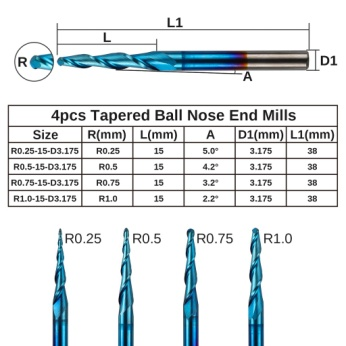 L1
L
R
D1
A
4pcs Tapered Ball Nose End Mills
Size R(mm) L(mm) A D1(mm) L1(mm)
R0.25-15-D3.175 R0.25 15 5.0° 3.175 38
R0.5-15-D3.175 R0.5 15 4.2° 3.175 38
R0.75-15-D3.175 R0.75 15 3.2° 3.175 38
R1.0-15-D3.175 R1.0 15 2.2° 3.175 38
R0.25 R0.5 R0.75 R1.0